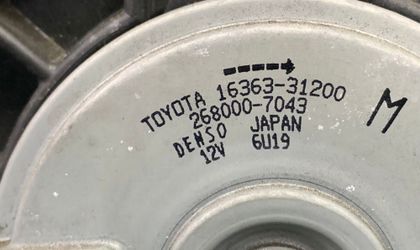 TOYOTA 16363-31200
268000-7043
DENSO JAPAN
12V 6U19
M